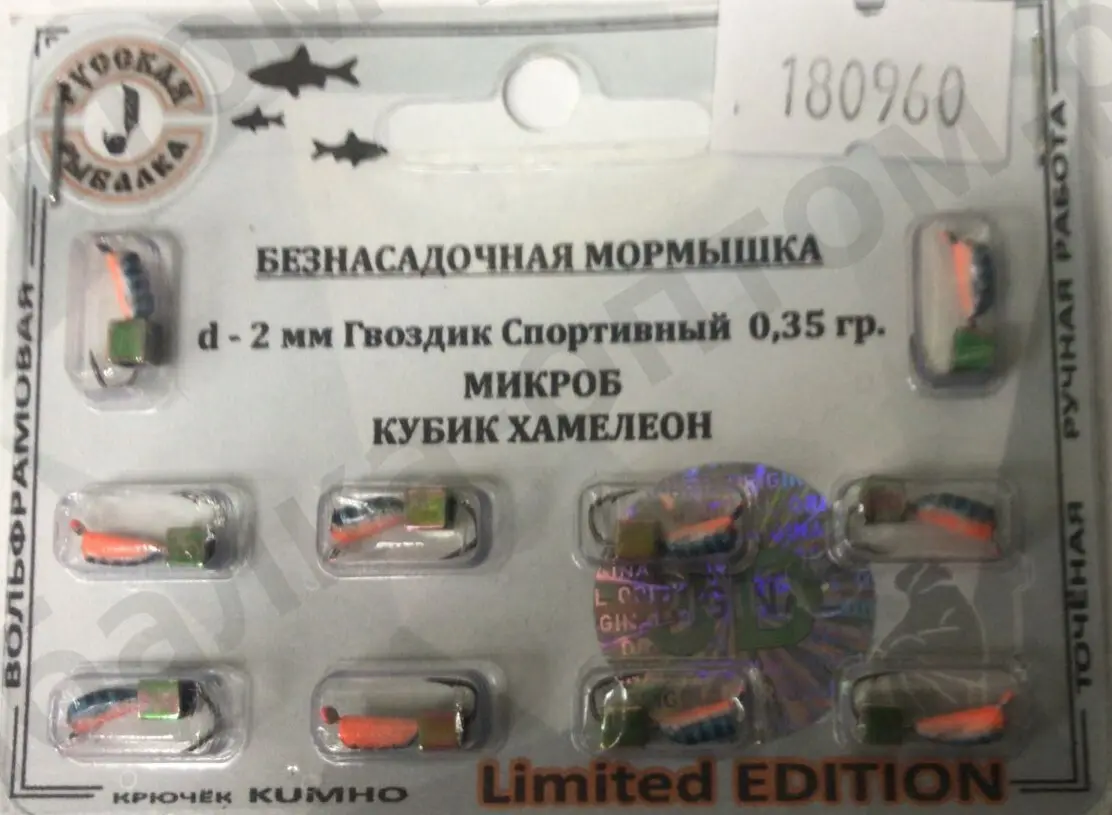 РУССКАЯ
РЫБАЛКА
180960
БЕЗНАСАДОЧНАЯ МОРМЫШКА
d - 2 мм Гвоздик Спортивный 0,35 гр.
МИКРОБ
КУБИК ХАМЕЛЕОН
ВОЛЬФРАМОВАЯ
ТОЧЁНАЯ РУЧНАЯ РАБОТА
КРЮЧЁК KUMHO
Limited EDITION